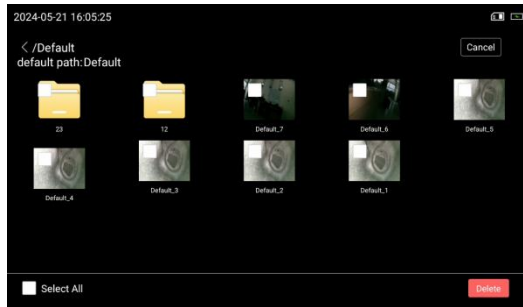 2024-05-21 16:05:25
< /Default
Cancel
default path:Default
23
12
Default_7
Default_6
Default_5
Default_4
Default_3
Default_2
Default_1
Select All
Delete